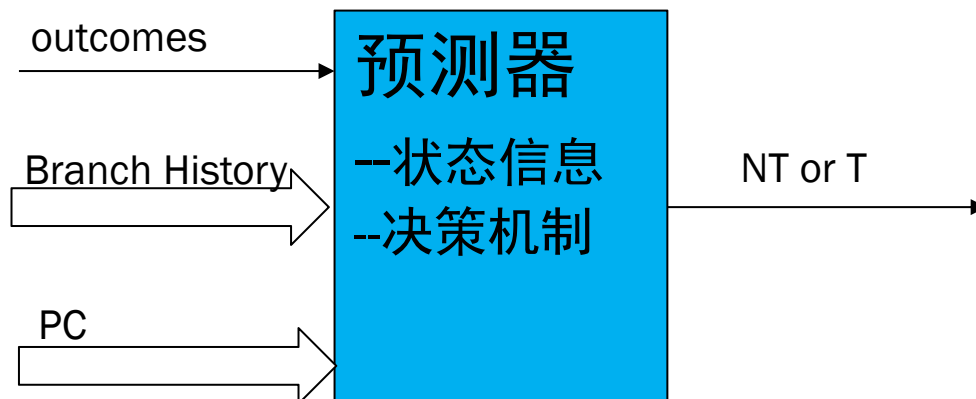 outcomes
预测器
Branch History
--状态信息
NT or T
--决策机制
PC